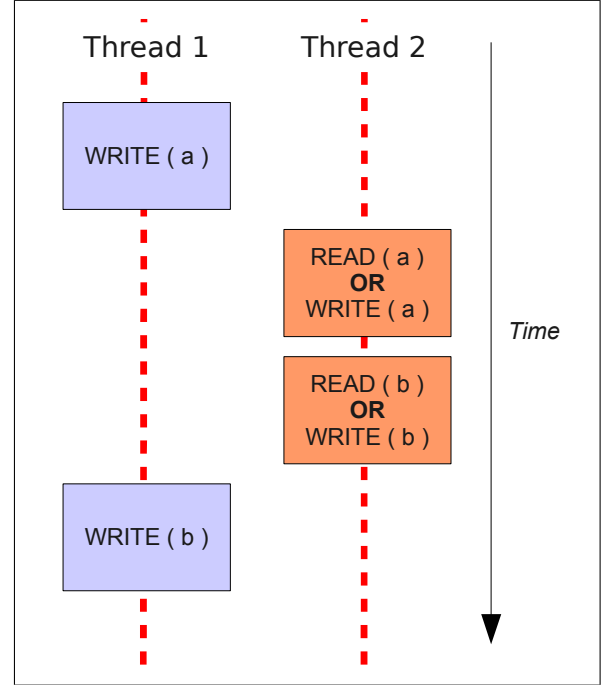 Thread 1
Thread 2
WRITE ( a )
READ ( a )
OR
WRITE ( a )
Time
READ ( b )
OR
WRITE ( b )
WRITE ( b )